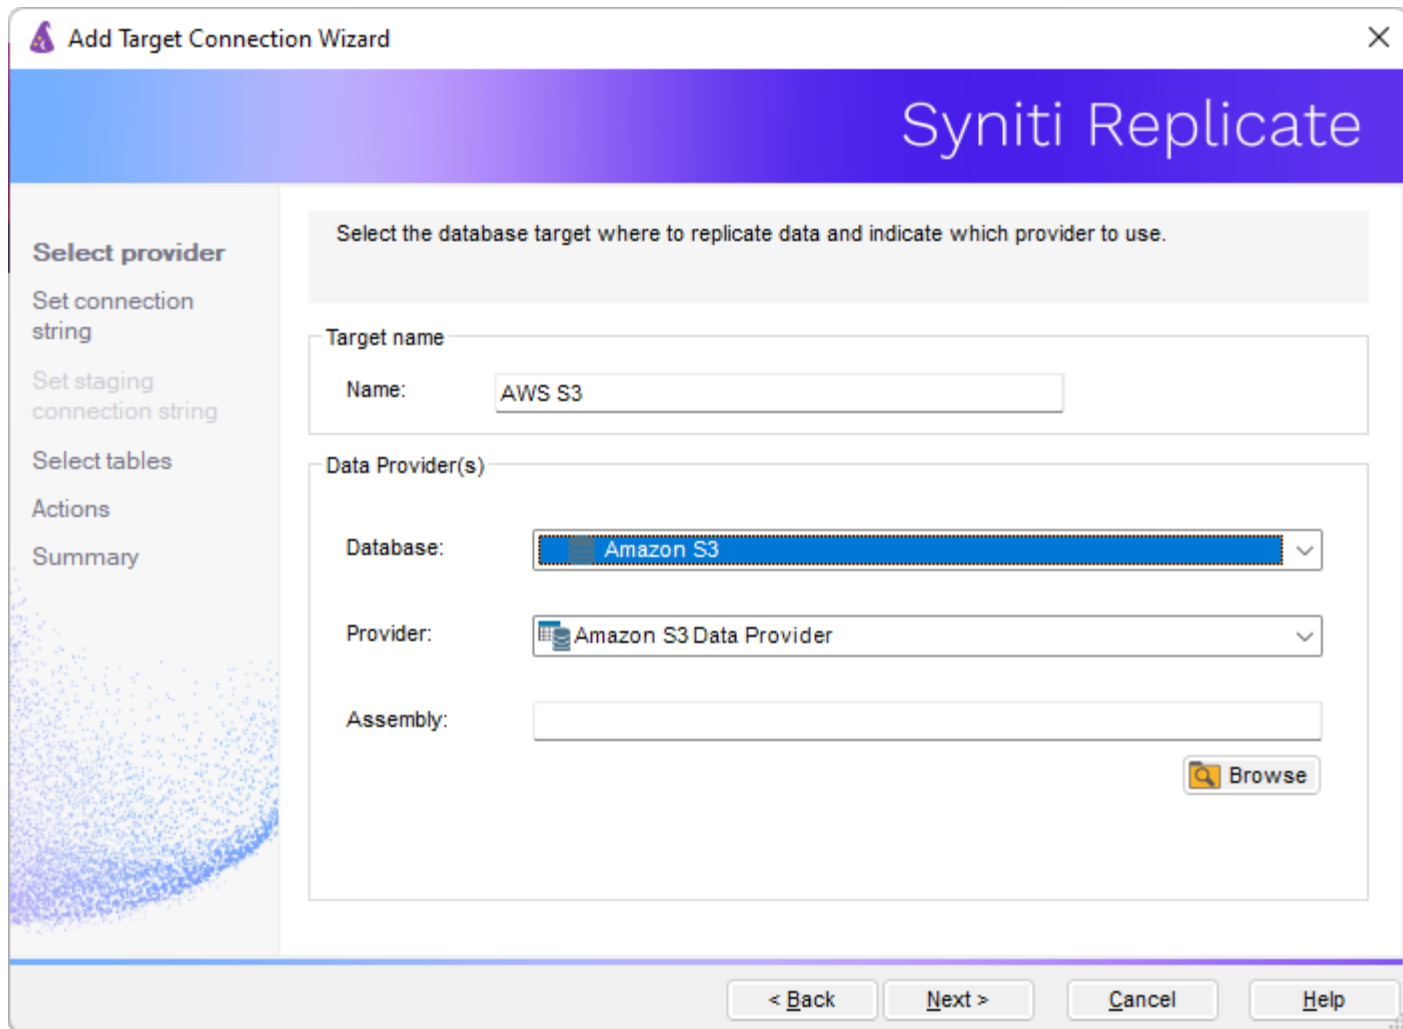 Add Target Connection Wizard
Syniti Replicate
Select provider
Set connection
string
Set staging
connection string
Select tables
Actions
Summary
Select the database target where to replicate data and indicate which provider to use.
Target name
Name:
AWS S3
Data Provider(s)
Database:
Amazon S3
Provider:
Amazon S3 Data Provider
Assembly:
Browse
< Back
Next >
Cancel
Help